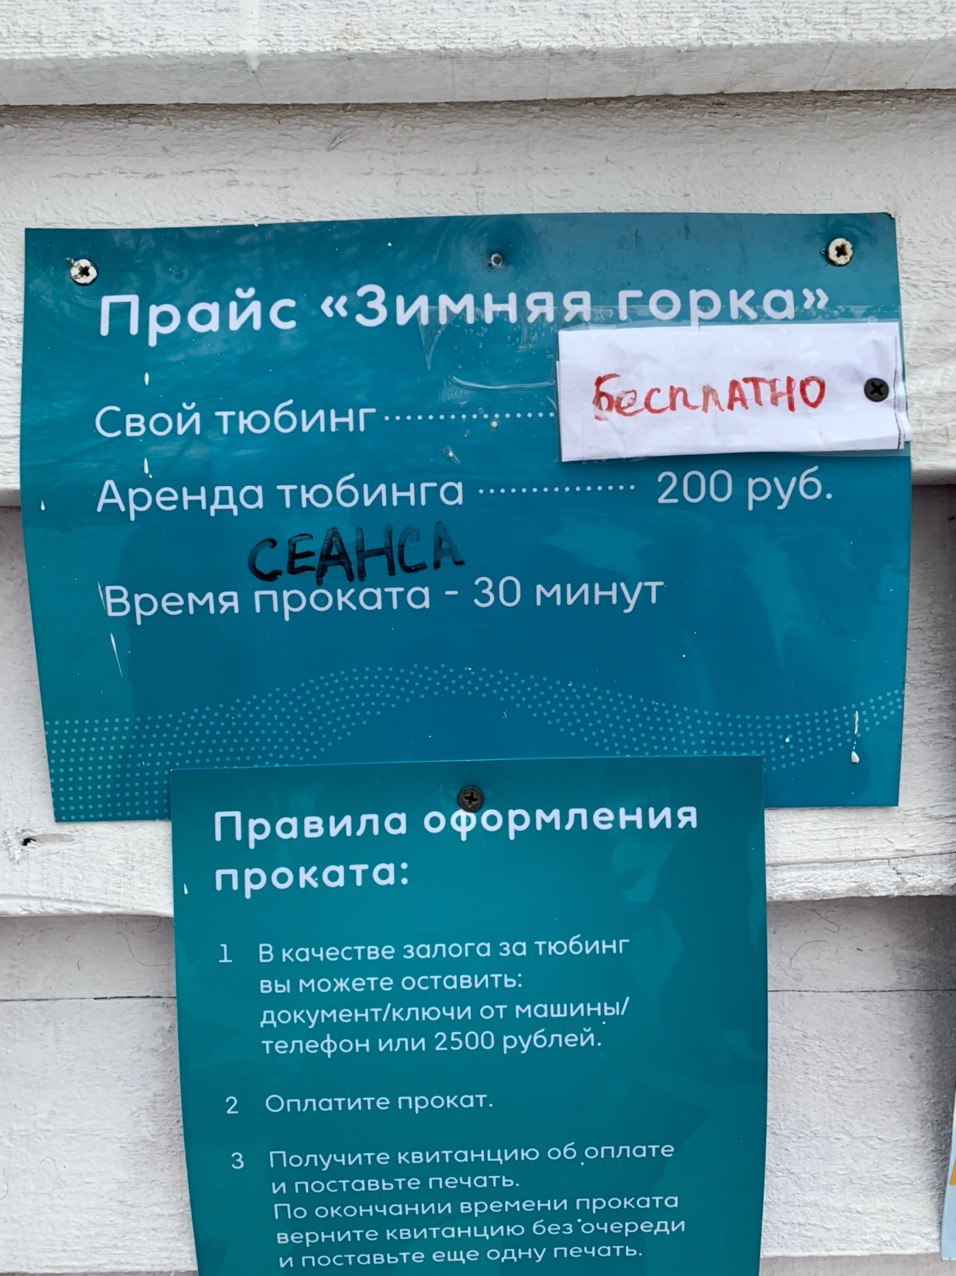 Прайс «Зимняя горка»
Свой тюбинг .................. Бесплатно
Аренда тюбинга ................ 200 руб.
СЕАНСА
Время проката - 30 минут
Правила оформления
проката:
1 В качестве залога за тюбинг
вы можете оставить:
документ/ключи от машины/
телефон или 2500 рублей.
2 Оплатите прокат.
3 Получите квитанцию об оплате
и поставьте печать.
По окончании времени проката
верните квитанцию без очереди
и поставьте еще одну печать.